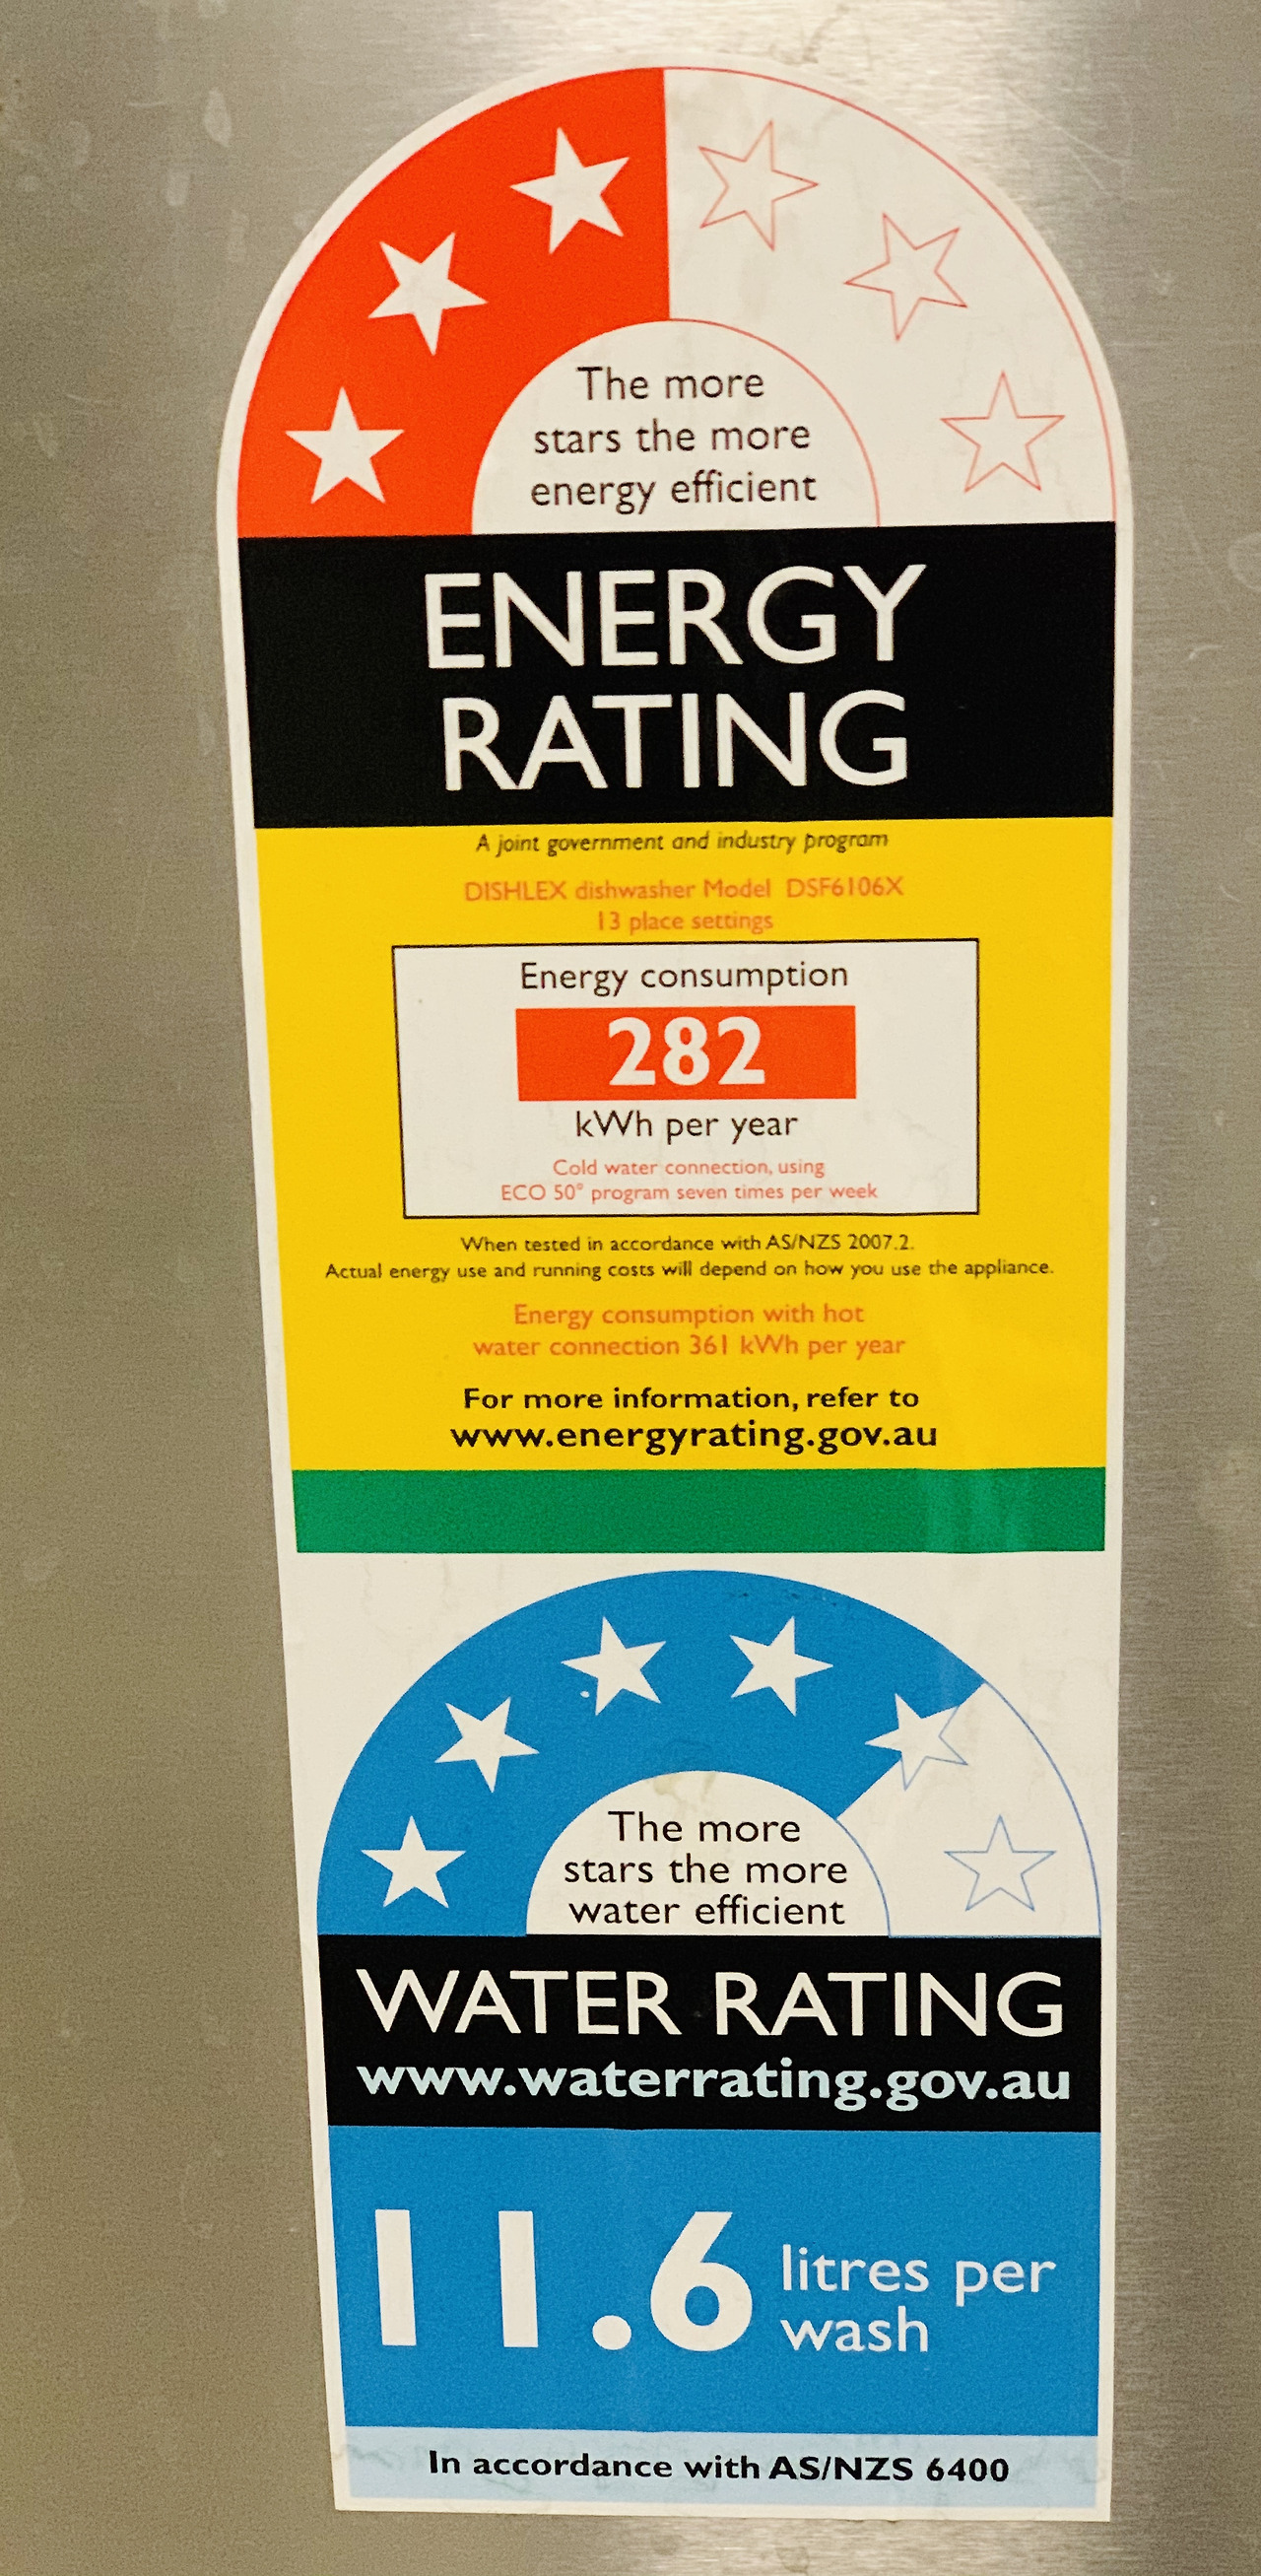 The more
stars the more
energy efficient
ENERGY
RATING
A joint government and industry program
DISHLEX dishwasher Model DSF6106X
13 place settings
Energy consumption
282
kWh per year
Cold water connection, using
ECO 50° program seven times per week
When tested in accordance with AS/NZS 2007.2.
Actual energy use and running costs will depend on how you use the appliance.
Energy consumption with hot
water connection 361 kWh per year
For more information, refer to
www.energyrating.gov.au
The more
stars the more
water efficient
WATER RATING
www.waterrating.gov.au
11.6 litres per
wash
In accordance with AS/NZS 6400